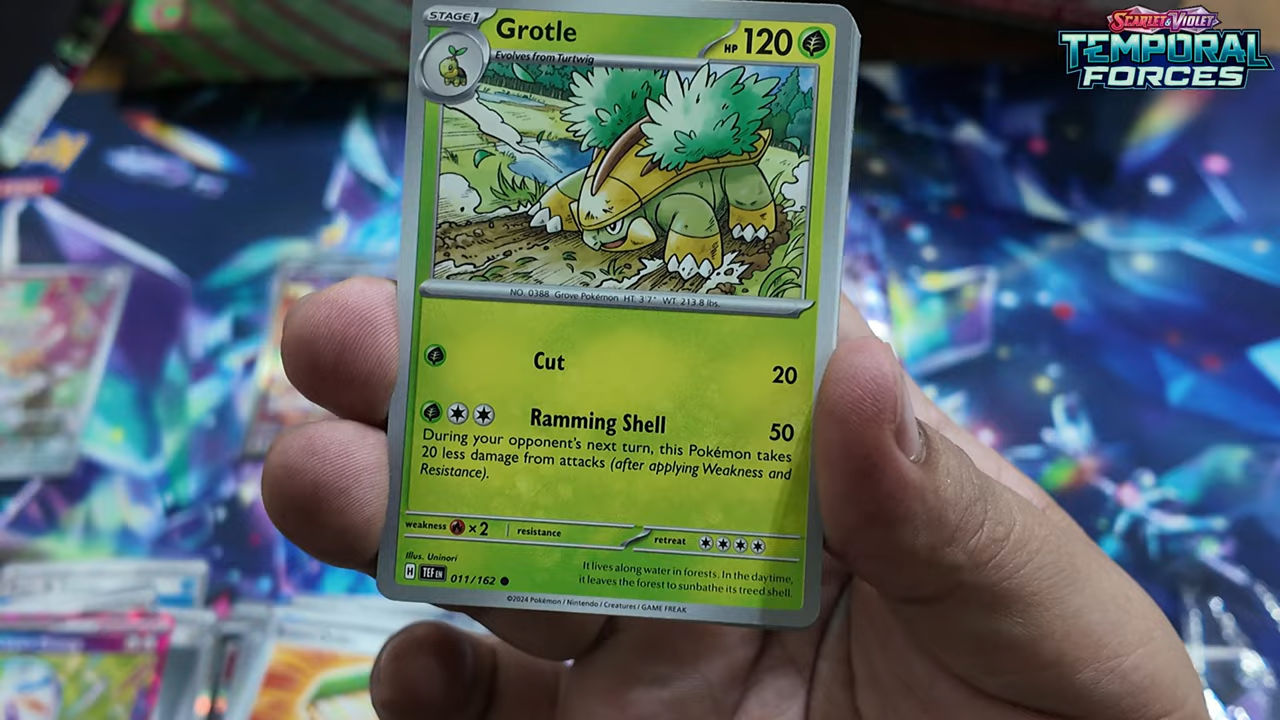 STAGE 1
Grotle
HP 120
Evolves from Turtwig
SCARLET & VIOLET
TEMPORAL
FORCES
NO. 0388 Grove Pokémon HT. 3'7" WT. 213.8 lbs.
Cut 20
Ramming Shell 50
During your opponent's next turn, this Pokémon takes
20 less damage from attacks (after applying Weakness and
Resistance).
weakness ×2 resistance retreat
Illus. Uninori
H TEF EN 011/162
It lives along water in forests. In the daytime,
it leaves the forest to sunbathe its treed shell.
©2024 Pokémon / Nintendo / Creatures / GAME FREAK